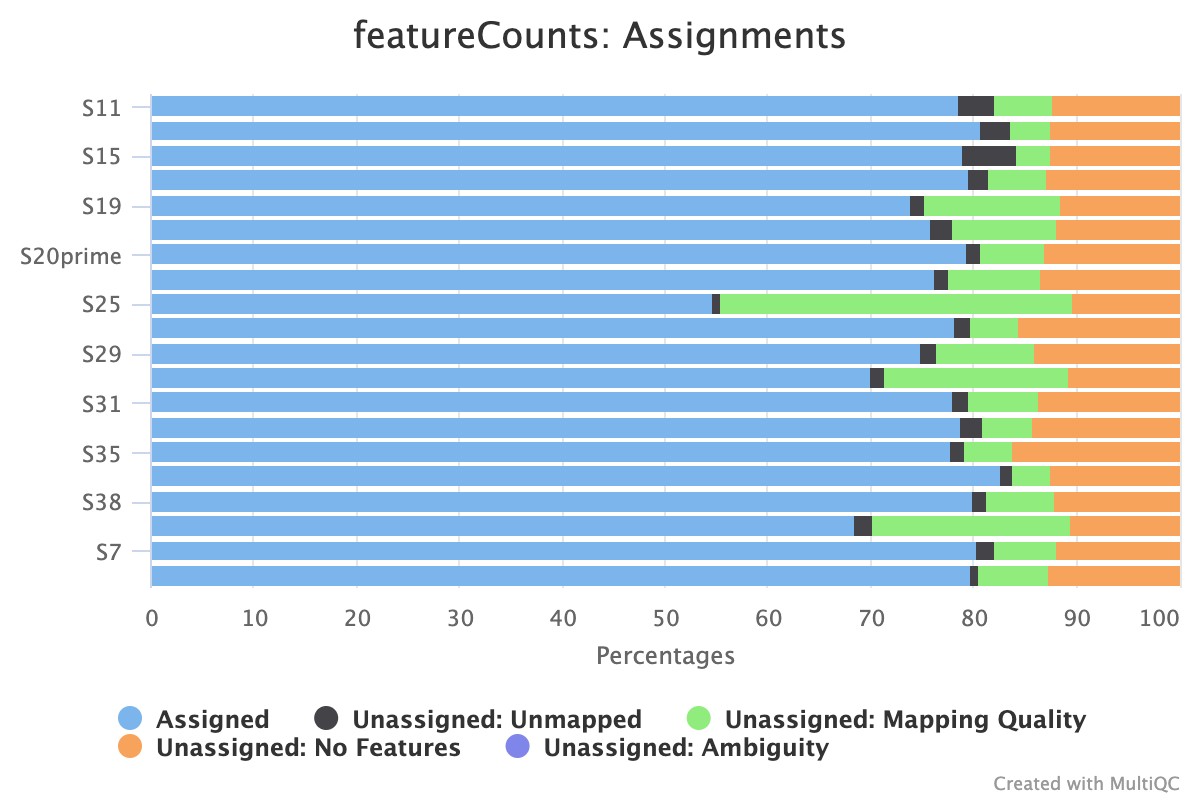 featureCounts: Assignments
S11
S15
S19
S20prime
S25
S29
S31
S35
S38
S7
0 10 20 30 40 50 60 70 80 90 100
Percentages
Assigned Unassigned: Unmapped Unassigned: Mapping Quality
Unassigned: No Features Unassigned: Ambiguity
Created with MultiQC